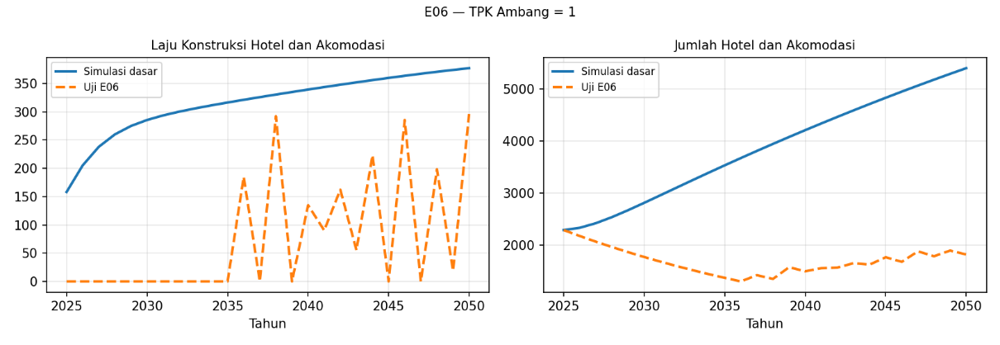 E06 — TPK Ambang = 1
Laju Konstruksi Hotel dan Akomodasi
Simulasi dasar
Uji E06
350
300
250
200
150
100
50
0
2025 2030 2035 2040 2045 2050
Tahun
Jumlah Hotel dan Akomodasi
Simulasi dasar
Uji E06
5000
4000
3000
2000
2025 2030 2035 2040 2045 2050
Tahun